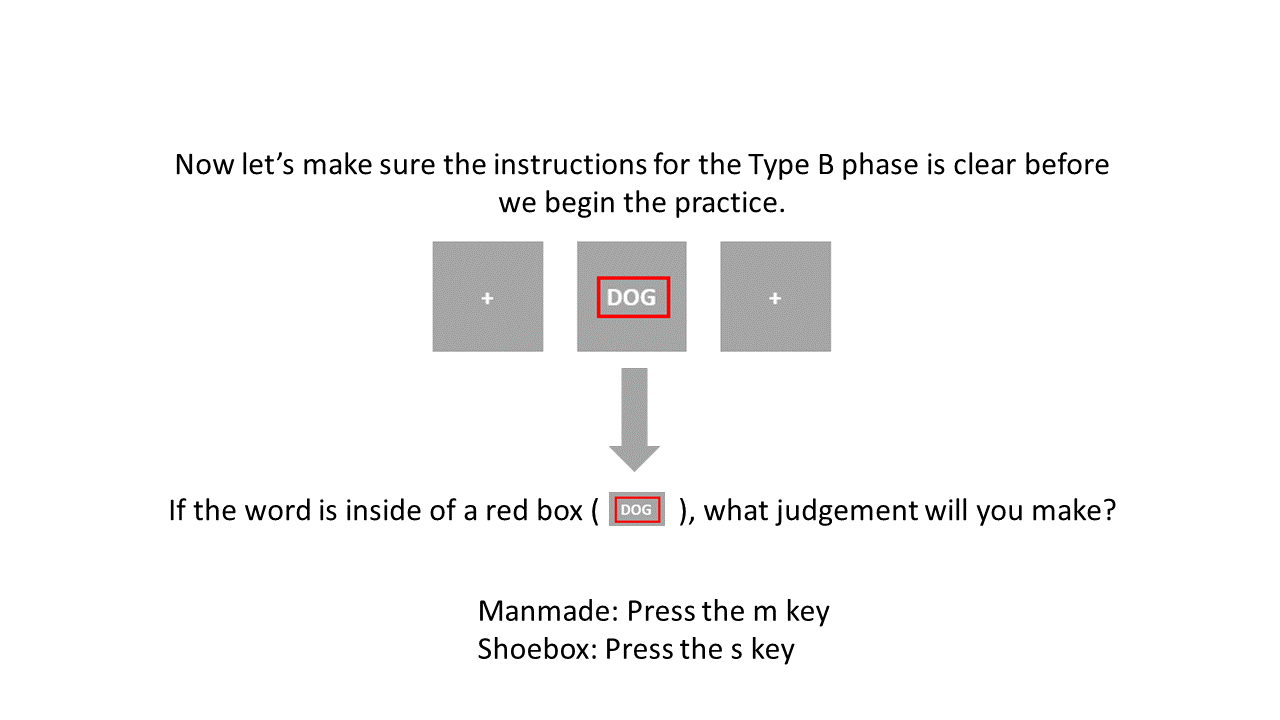 Now let’s make sure the instructions for the Type B phase is clear before
we begin the practice.
+ DOG +
If the word is inside of a red box ( DOG ), what judgement will you make?
Manmade: Press the m key
Shoebox: Press the s key